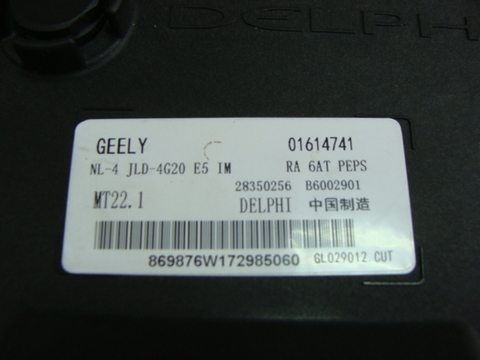 DELPHI
GEELY 01614741
NL-4 JLD-4G20 E5 IM RA 6AT PEPS
28350256 B6002901
MT22.1 DELPHI 中国制造
869876W172985060 GL029012 CUT